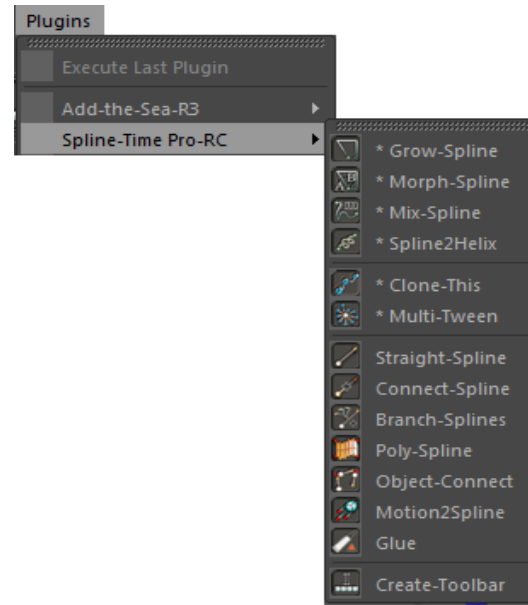 Plugins
Execute Last Plugin
Add-the-Sea-R3
Spline-Time Pro-RC
* Grow-Spline
* Morph-Spline
* Mix-Spline
* Spline2Helix
* Clone-This
* Multi-Tween
Straight-Spline
Connect-Spline
Branch-Splines
Poly-Spline
Object-Connect
Motion2Spline
Glue
Create-Toolbar